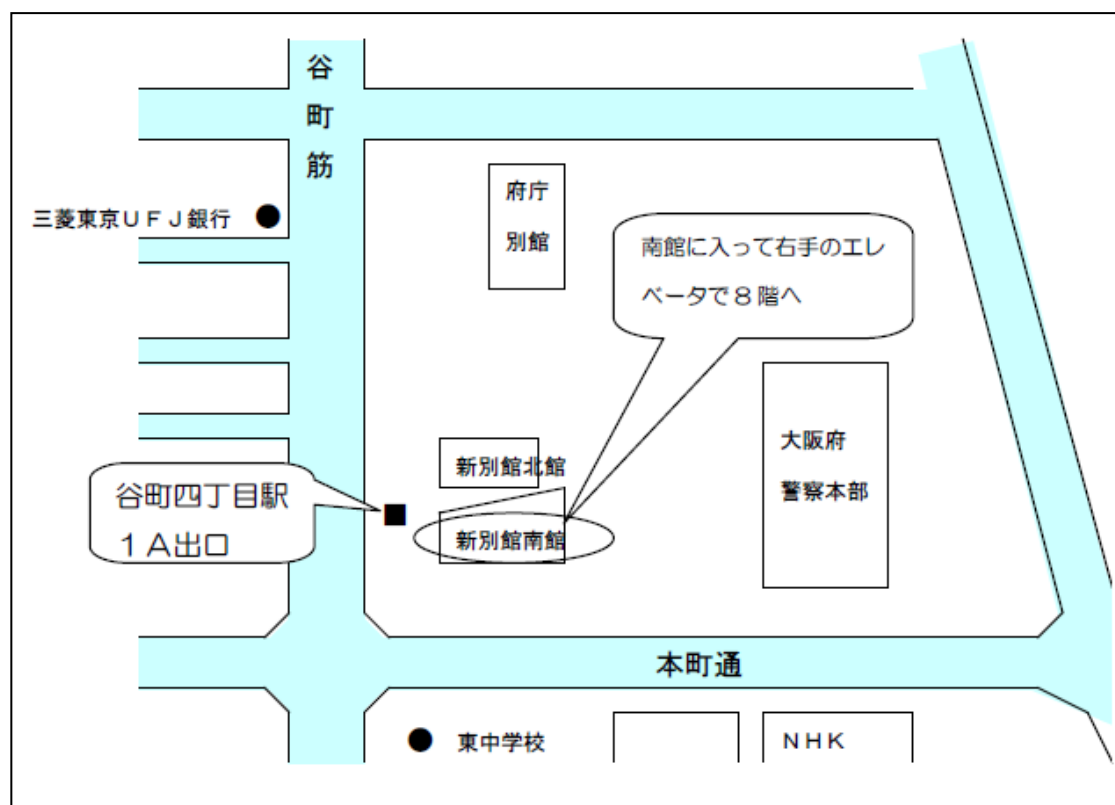 谷町筋
府庁
別館
三菱東京ＵＦＪ銀行
南館に入って右手のエレ
ベータで８階へ
大阪府
警察本部
新別館北館
谷町四丁目駅
１Ａ出口
新別館南館
本町通
東中学校
ＮＨＫ